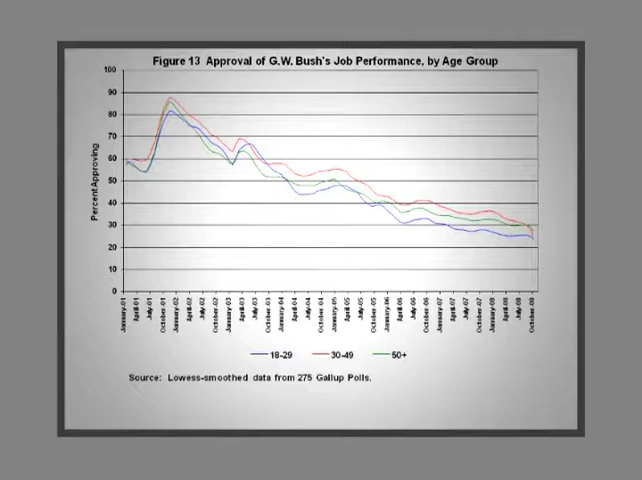 Figure 13 Approval of G.W. Bush's Job Performance, by Age Group
Percent Approving
100
90
80
70
60
50
40
30
20
10
0
January-01
April-01
July-01
October-01
January-02
April-02
July-02
October-02
January-03
April-03
July-03
October-03
January-04
April-04
July-04
October-04
January-05
April-05
July-05
October-05
January-06
April-06
July-06
October-06
January-07
April-07
July-07
October-07
January-08
April-08
July-08
October-08
18-29 30-49 50+
Source: Lowess-smoothed data from 275 Gallup Polls.